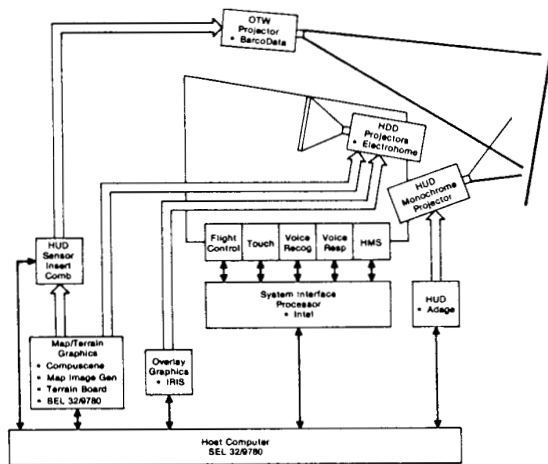 OTW
Projector
• BarcoData
HDD
Projectors
• Electrohome
HUD
Monochrome
Projector
Flight
Control
Touch
Voice
Recog
Voice
Resp
HMS
HUD
Sensor
Insert
Comb
System Interface
Processor
• Intel
HUD
• Adage
Map/Terrain
Graphics
• Compuscene
• Map Image Gen
• Terrain Board
• SEL 32/9780
Overlay
Graphics
• IRIS
Host Computer
SEL 32/9780